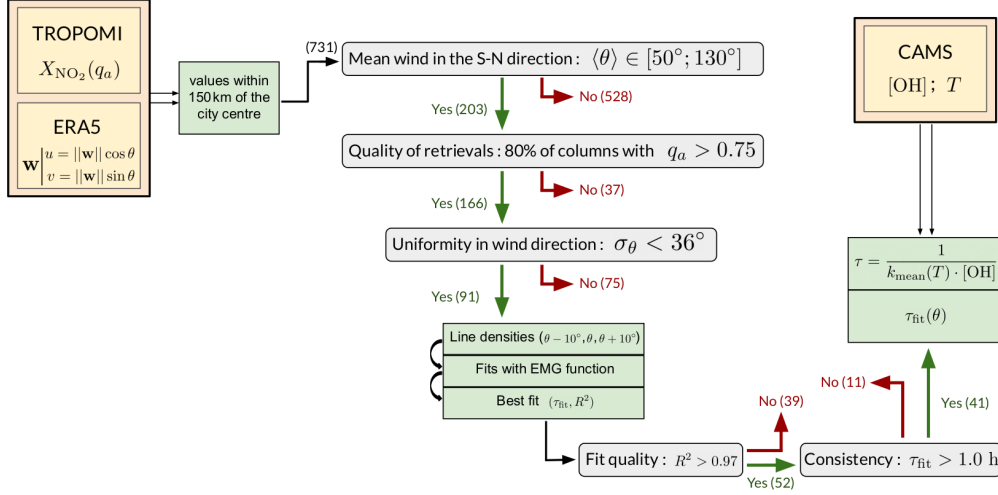 TROPOMI
X_{NO_2}(q_a)
ERA5
w | u = ||w|| cos θ
v = ||w|| sin θ
values within
150 km of the
city centre
(731)
Mean wind in the S-N direction : ⟨θ⟩ ∈ [50°; 130°]
Yes (203)
No (528)
Quality of retrievals : 80% of columns with q_a > 0.75
Yes (166)
No (37)
Uniformity in wind direction : σ_θ < 36°
Yes (91)
No (75)
Line densities (θ − 10°, θ, θ + 10°)
Fits with EMG function
Best fit (τ_fit, R²)
Fit quality : R² > 0.97
No (39)
Yes (52)
Consistency : τ_fit > 1.0 h
No (11)
Yes (41)
CAMS
[OH] ; T
τ = 1 / (k_mean(T) · [OH])
τ_fit(θ)